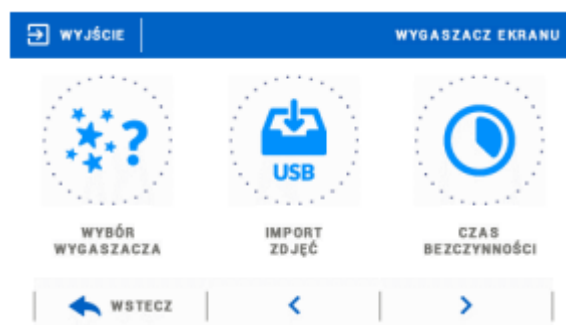 WYJŚCIE
WYGASZACZ EKRANU
?
USB
WYBÓR
WYGASZACZA
IMPORT
ZDJĘĆ
CZAS
BEZCZYNNOŚCI
WSTECZ